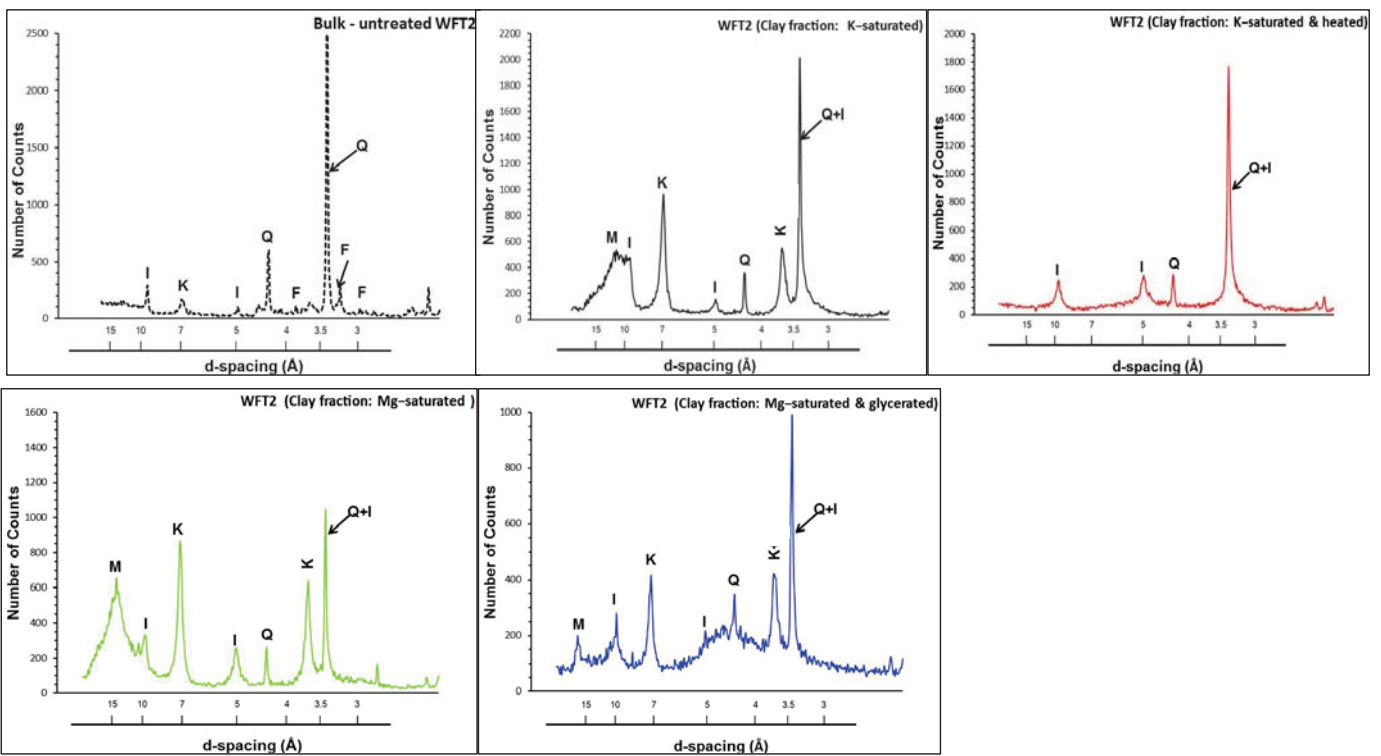 Bulk - untreated WFT2
Number of Counts
2500
2000
1500
1000
500
0
I
K
I
Q
F
Q
F
F
15 10 7 5 4 3.5 3
d-spacing (Å)
WFT2 (Clay fraction: K–saturated)
Number of Counts
2200
2000
1800
1600
1400
1200
1000
800
600
400
200
0
M
I
K
I
Q
K
Q+I
15 10 7 5 4 3.5 3
d-spacing (Å)
WFT2 (Clay fraction: K–saturated & heated)
Number of Counts
2000
1800
1600
1400
1200
1000
800
600
400
200
0
I
I
Q
Q+I
15 10 7 5 4 3.5 3
d-spacing (Å)
WFT2 (Clay fraction: Mg–saturated )
Number of Counts
1600
1400
1200
1000
800
600
400
200
0
M
I
K
I
Q
K
Q+I
15 10 7 5 4 3.5 3
d-spacing (Å)
WFT2 (Clay fraction: Mg–saturated & glycerated)
Number of Counts
1000
800
600
400
200
0
M
I
K
I
Q
K
Q+I
15 10 7 5 4 3.5 3
d-spacing (Å)